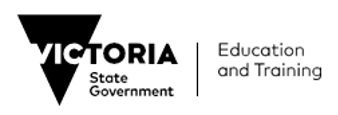 VICTORIA
State
Government
Education
and Training